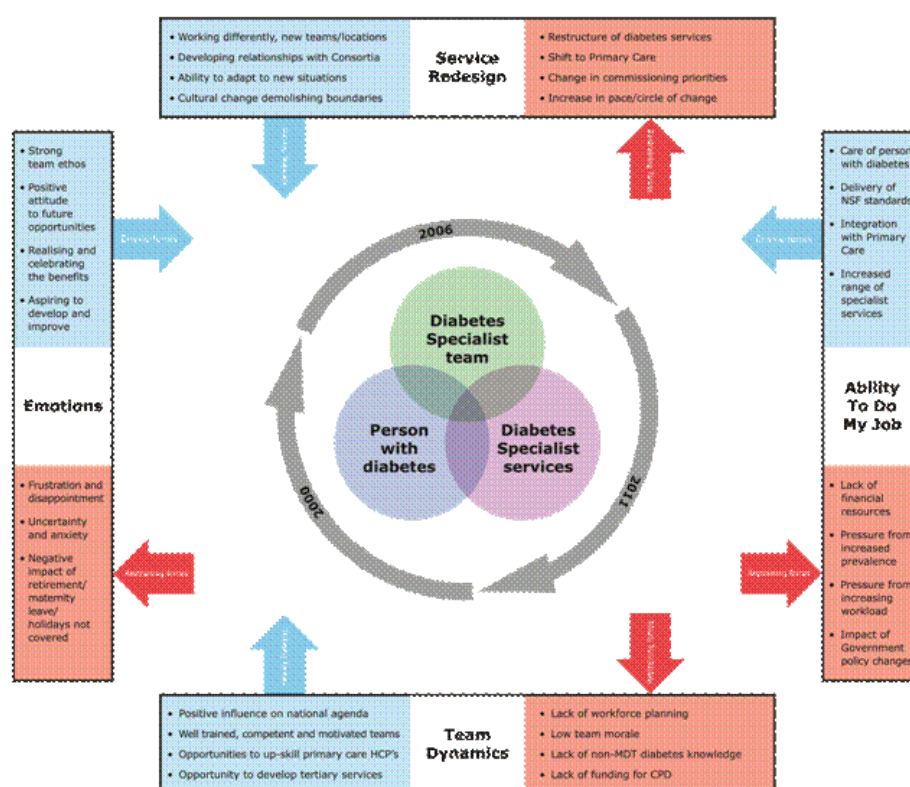 • Working differently, new teams/locations
• Developing relationships with Consortia
• Ability to adapt to new situations
• Cultural change demolishing boundaries
Service
Redesign
• Restructure of diabetes services
• Shift to Primary Care
• Change in commissioning priorities
• Increase in pace/circle of change
• Strong
team ethos
• Positive
attitude
to future
opportunities
• Realising and
celebrating
the benefits
• Aspiring to
develop and
improve
Emotions
• Frustration and
disappointment
• Uncertainty
and anxiety
• Negative
impact of
retirement/
maternity
leave/
holidays not
covered
2006
2011
2000
Diabetes
Specialist
team
Person
with
diabetes
Diabetes
Specialist
services
• Care of person
with diabetes
• Delivery of
NSF standards
• Integration
with Primary
Care
• Increased
range of
specialist
services
Ability
To Do
My Job
• Lack of
financial
resources
• Pressure from
increased
prevalence
• Pressure from
increasing
workload
• Impact of
Government
policy changes
• Positive influence on national agenda
• Well trained, competent and motivated teams
• Opportunities to up-skill primary care HCP's
• Opportunity to develop tertiary services
Team
Dynamics
• Lack of workforce planning
• Low team morale
• Lack of non-MDT diabetes knowledge
• Lack of funding for CPD